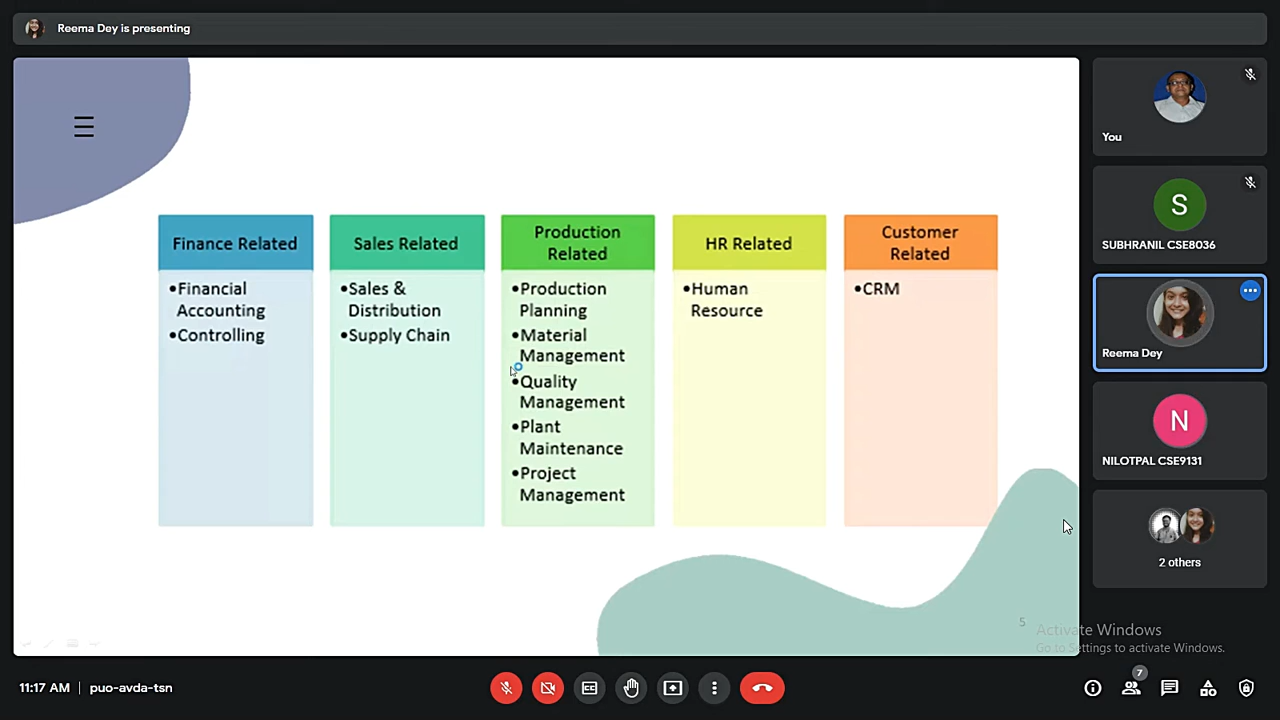 Reema Dey is presenting
Finance Related
•Financial
Accounting
•Controlling
Sales Related
•Sales &
Distribution
•Supply Chain
Production
Related
•Production
Planning
•Material
Management
•Quality
Management
•Plant
Maintenance
•Project
Management
HR Related
•Human
Resource
Customer
Related
•CRM
5
You
S
SUBHRANIL CSE8036
Reema Dey
N
NILOTPAL CSE9131
2 others
Activate Windows
Go to Settings to activate Windows.
11:17 AM | puo-avda-tsn
CC
7